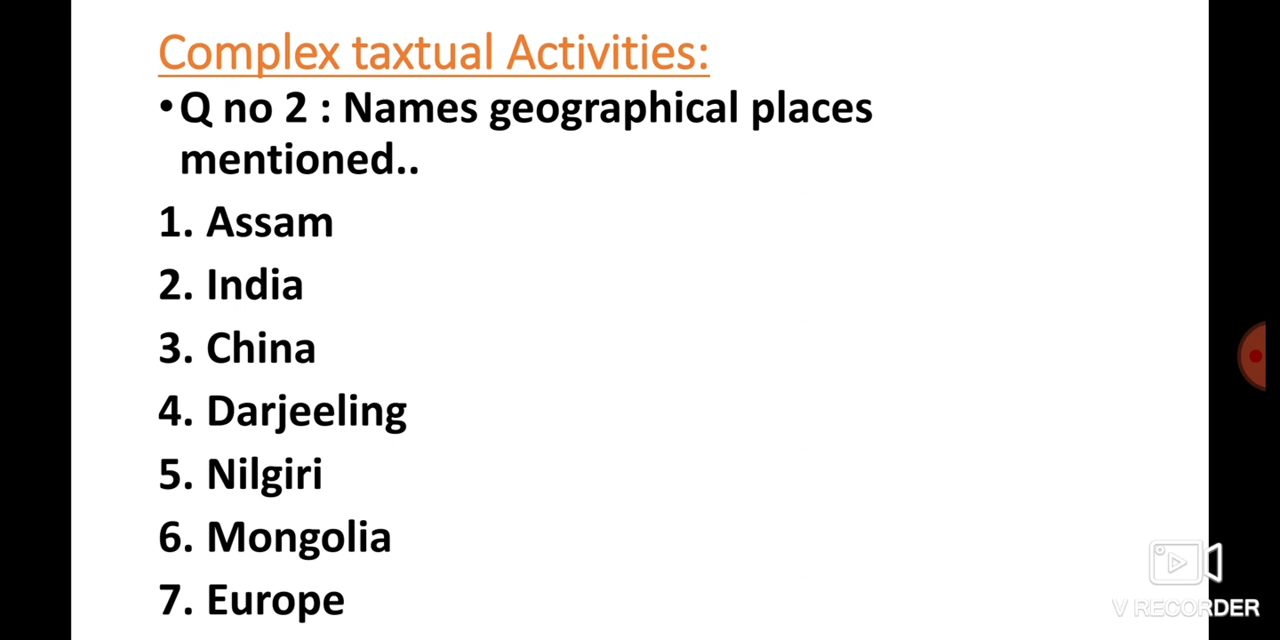 Complex taxtual Activities:
• Q no 2 : Names geographical places
mentioned..
1. Assam
2. India
3. China
4. Darjeeling
5. Nilgiri
6. Mongolia
7. Europe
V RECORDER